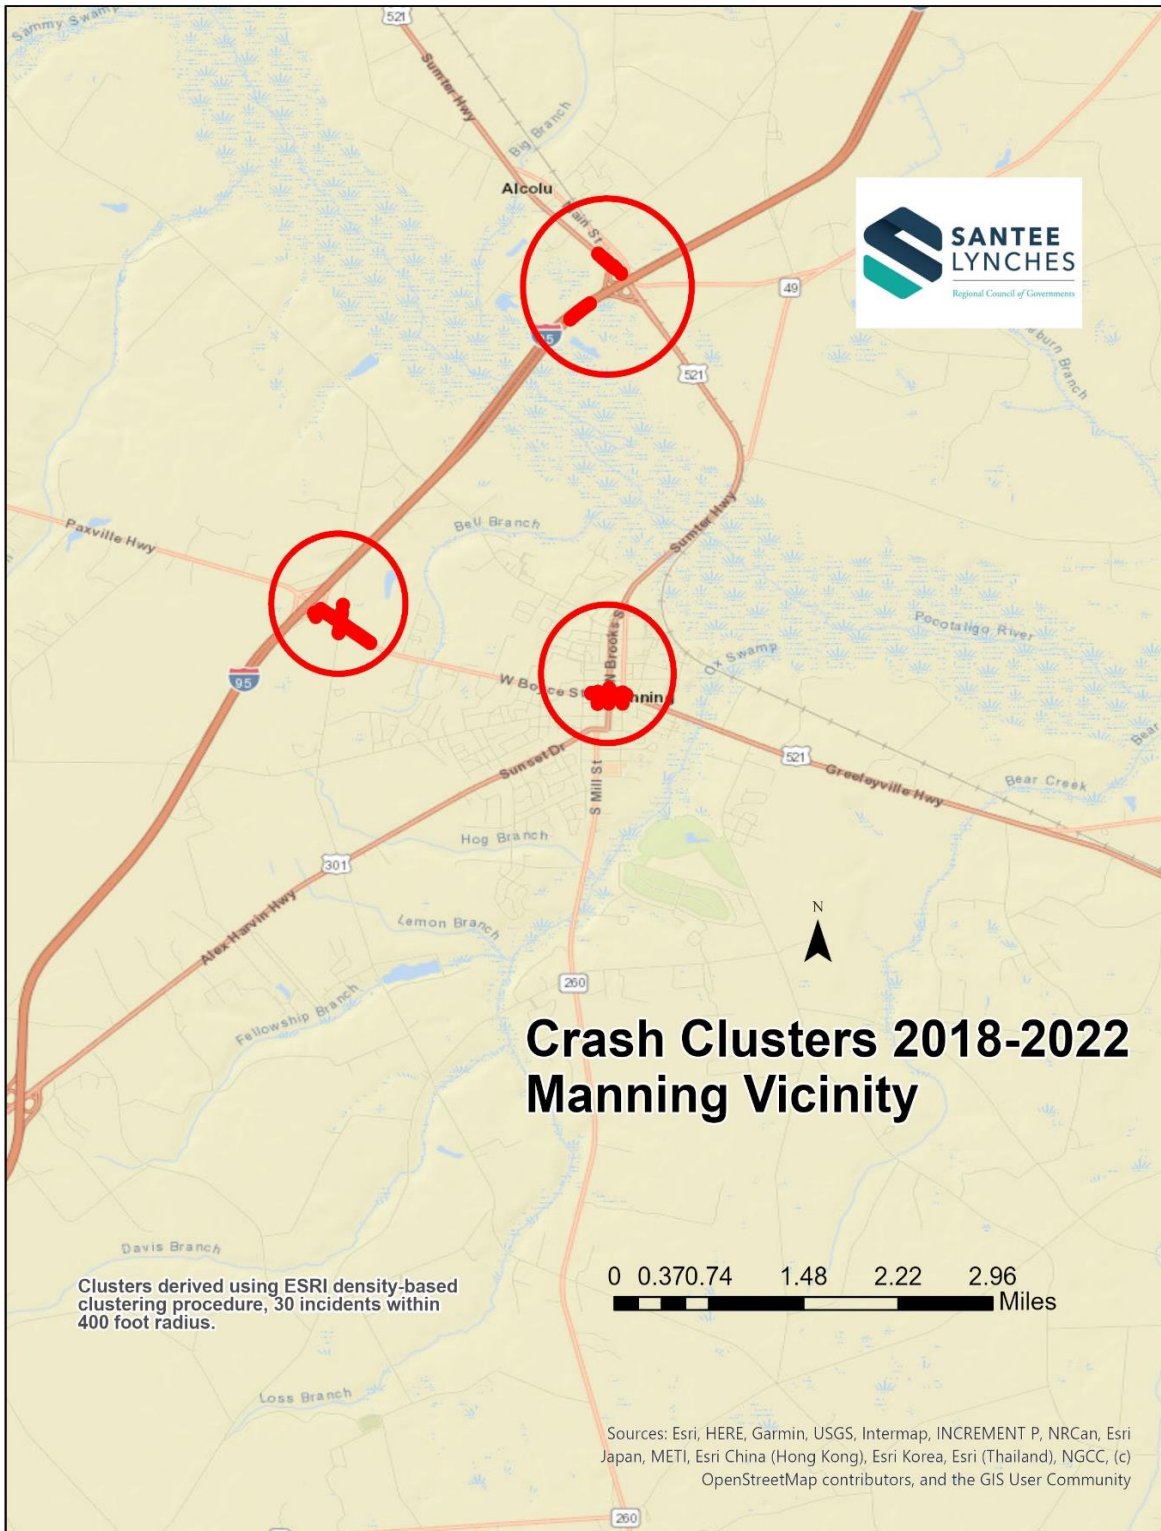 Sammy Swamp
521
Sumter Hwy
Big Branch
Alcolu
Main St
SANTEE
LYNCHES
Regional Council of Governments
49
95
521
Paxville Hwy
Bell Branch
Sumter Hwy
Pocotaligo River
N Brooks S
Ox Swamp
95
W Boyce St
nning
521
Sunset Dr
S Mill St
Greeleyville Hwy
Bear Creek
Bear
Hog Branch
301
Alex Harvin Hwy
Lemon Branch
N
260
Fellowship Branch
Crash Clusters 2018-2022
Manning Vicinity
Davis Branch
Clusters derived using ESRI density-based
clustering procedure, 30 incidents within
400 foot radius.
0 0.370.74 1.48 2.22 2.96
Miles
Loss Branch
Sources: Esri, HERE, Garmin, USGS, Intermap, INCREMENT P, NRCan, Esri
Japan, METI, Esri China (Hong Kong), Esri Korea, Esri (Thailand), NGCC, (c)
OpenStreetMap contributors, and the GIS User Community
260